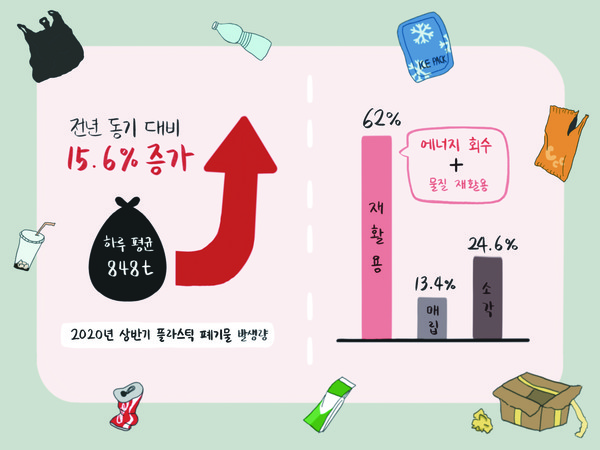 ICE PACK
전년 동기 대비
15.6% 증가
하루 평균
848t
2020년 상반기 플라스틱 폐기물 발생량
62%
에너지 회수
+
물질 재활용
재활용
13.4%
매립
24.6%
소각